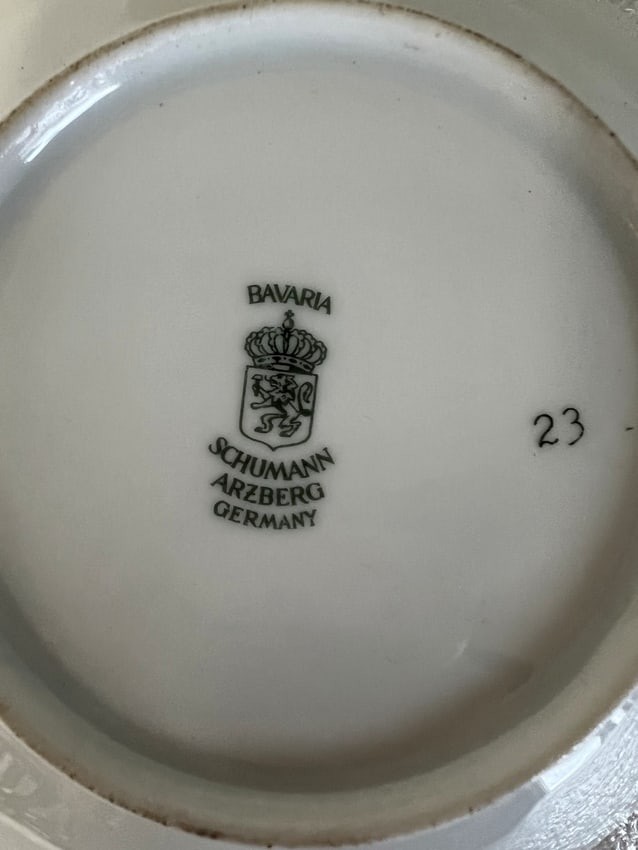 BAVARIA
SCHUMANN
ARZBERG
GERMANY
23